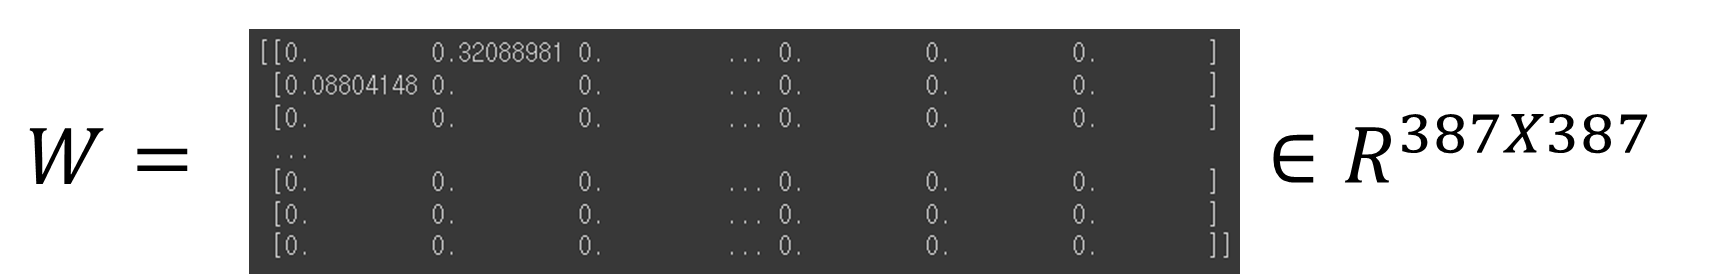 W = [[0. 0.32088981 0. ... 0. 0. 0. ]
[0.08804148 0. 0. ... 0. 0. 0. ]
[0. 0. 0. ... 0. 0. 0. ]
...
[0. 0. 0. ... 0. 0. 0. ]
[0. 0. 0. ... 0. 0. 0. ]
[0. 0. 0. ... 0. 0. 0. ]]
∈ R^387X387